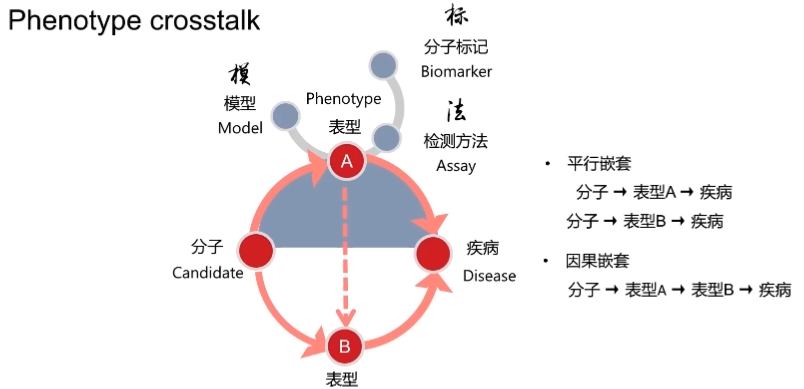 Phenotype crosstalk
标
分子标记
Biomarker
模
模型
Model
Phenotype
表型
法
检测方法
Assay
A
分子
Candidate
疾病
Disease
B
表型
• 平行嵌套
分子 → 表型A → 疾病
分子 → 表型B → 疾病
• 因果嵌套
分子 → 表型A → 表型B → 疾病